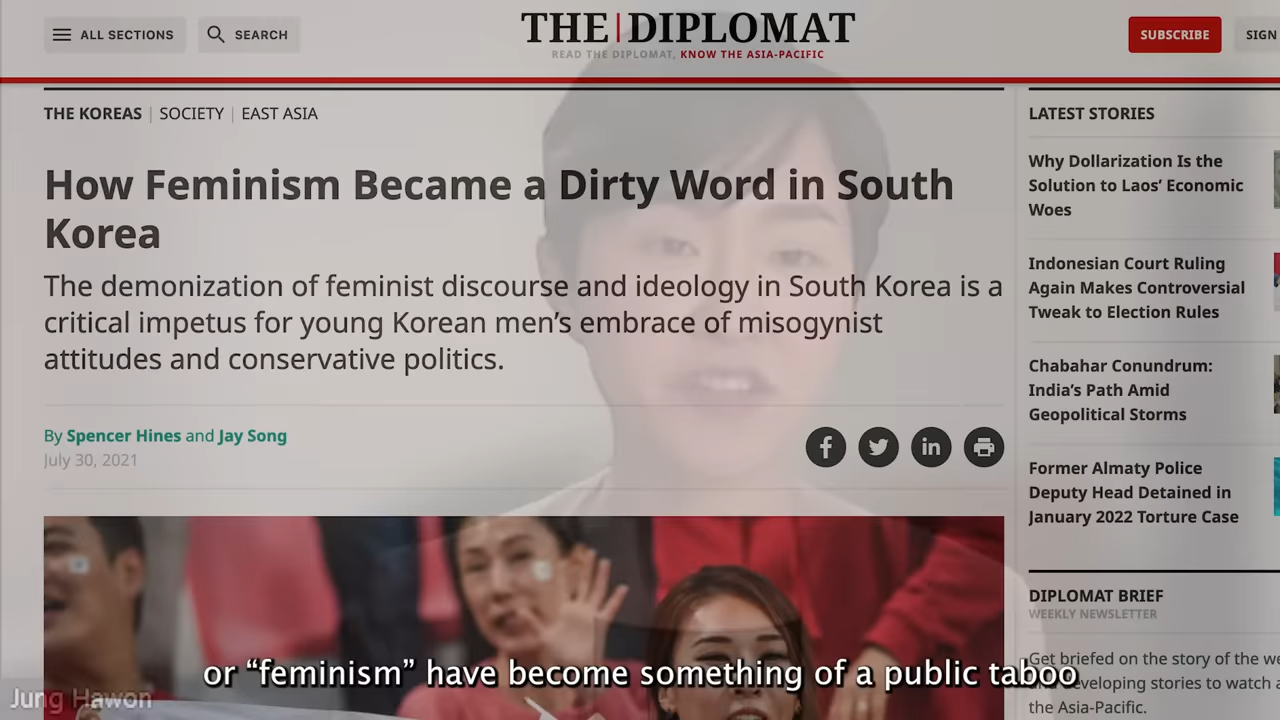 ALL SECTIONS
SEARCH
THE DIPLOMAT
READ THE DIPLOMAT, KNOW THE ASIA-PACIFIC
SUBSCRIBE
SIGN
THE KOREAS | SOCIETY | EAST ASIA
How Feminism Became a Dirty Word in South
Korea
The demonization of feminist discourse and ideology in South Korea is a
critical impetus for young Korean men’s embrace of misogynist
attitudes and conservative politics.
By Spencer Hines and Jay Song
July 30, 2021
LATEST STORIES
Why Dollarization Is the
Solution to Laos’ Economic
Woes
Indonesian Court Ruling
Again Makes Controversial
Tweak to Election Rules
Chabahar Conundrum:
India’s Path Amid
Geopolitical Storms
Former Almaty Police
Deputy Head Detained in
January 2022 Torture Case
DIPLOMAT BRIEF
WEEKLY NEWSLETTER
Get briefed on the story of the we
and developing stories to watch a
the Asia-Pacific.
or “feminism” have become something of a public taboo
Jung Hawon